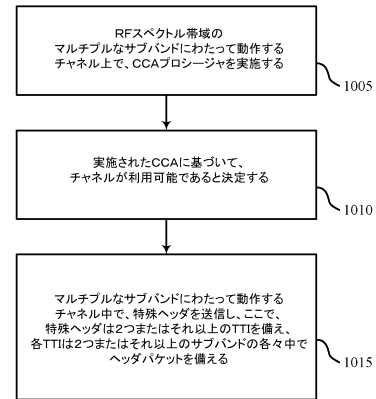 RFスペクトル帯域の
マルチプルなサブバンドにわたって動作する
チャネル上で、CCAプロシージャを実施する
1005
実施されたCCAに基づいて、
チャネルが利用可能であると決定する
1010
マルチプルなサブバンドにわたって動作する
チャネル中で、特殊ヘッダを送信し、ここで、
特殊ヘッダは2つまたはそれ以上のTTIを備え、
各TTIは2つまたはそれ以上のサブバンドの各々中で
ヘッダパケットを備える
1015